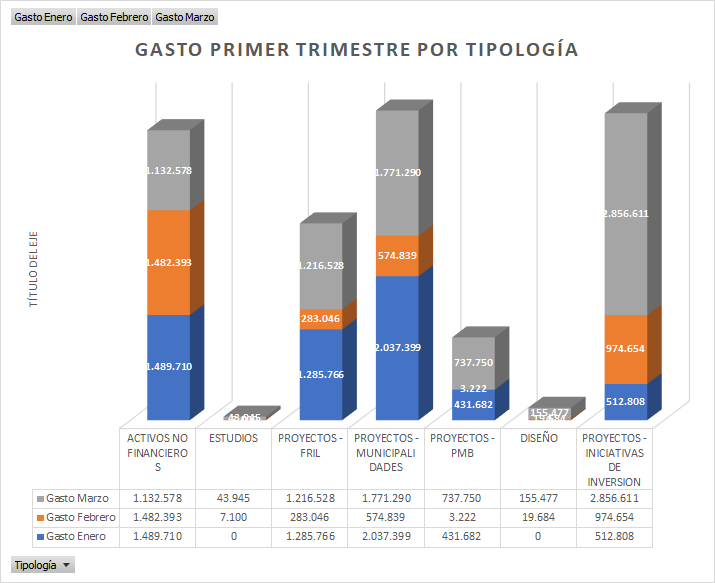 Gasto Enero Gasto Febrero Gasto Marzo
GASTO PRIMER TRIMESTRE POR TIPOLOGÍA
TÍTULO DEL EJE
1.132.578
1.482.393
1.489.710
43.945
1.216.528
283.046
1.285.766
1.771.290
574.839
2.037.399
737.750
3.222
431.682
155.477
19.684
2.856.611
974.654
512.808
ACTIVOS NO
FINANCIERO
S
ESTUDIOS
PROYECTOS -
FRIL
PROYECTOS -
MUNICIPALI
DADES
PROYECTOS -
PMB
DISEÑO
PROYECTOS -
INICIATIVAS
DE
INVERSION
Gasto Marzo 1.132.578 43.945 1.216.528 1.771.290 737.750 155.477 2.856.611
Gasto Febrero 1.482.393 7.100 283.046 574.839 3.222 19.684 974.654
Gasto Enero 1.489.710 0 1.285.766 2.037.399 431.682 0 512.808
Tipología